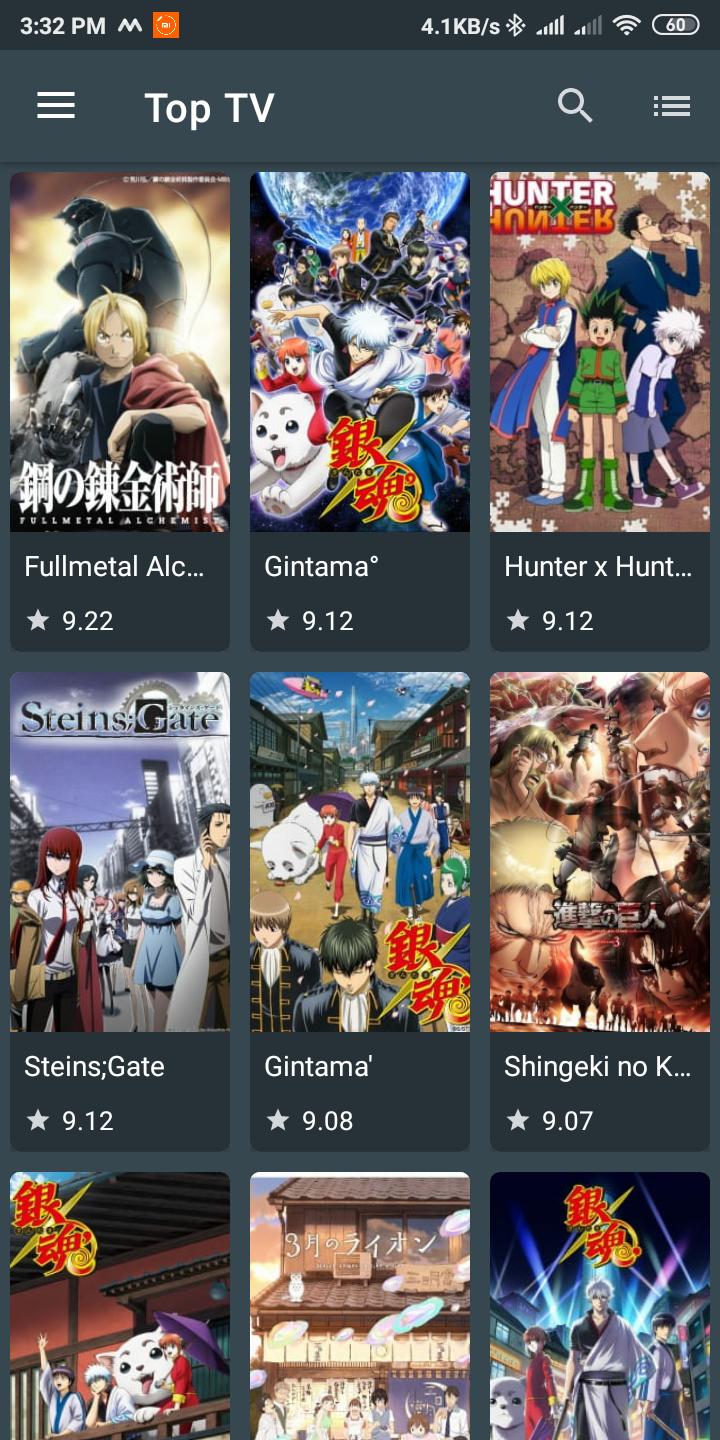 3:32 PM
4.1KB/s
60
Top TV
鋼の錬金術師
FULLMETAL ALCHEMIST
銀魂°
HUNTER
HUNTER
Fullmetal Alc...
Gintama°
Hunter x Hunt...
9.22
9.12
9.12
Steins;Gate
銀魂'
進撃の巨人
Steins;Gate
Gintama'
Shingeki no K...
9.12
9.08
9.07
銀魂'
3月のライオン
銀魂.